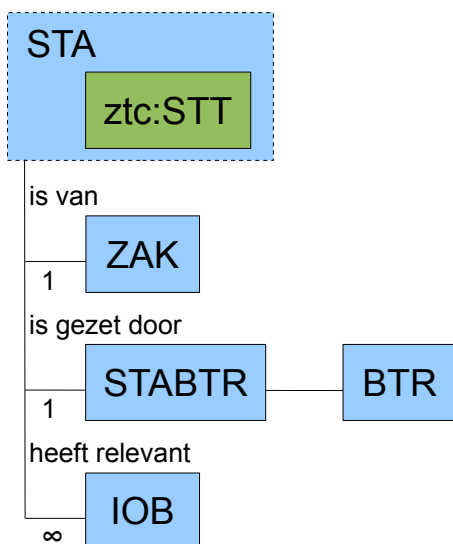 STA
ztc:STT
is van
ZAK
1
is gezet door
STABTR
BTR
1
heeft relevant
IOB
∞